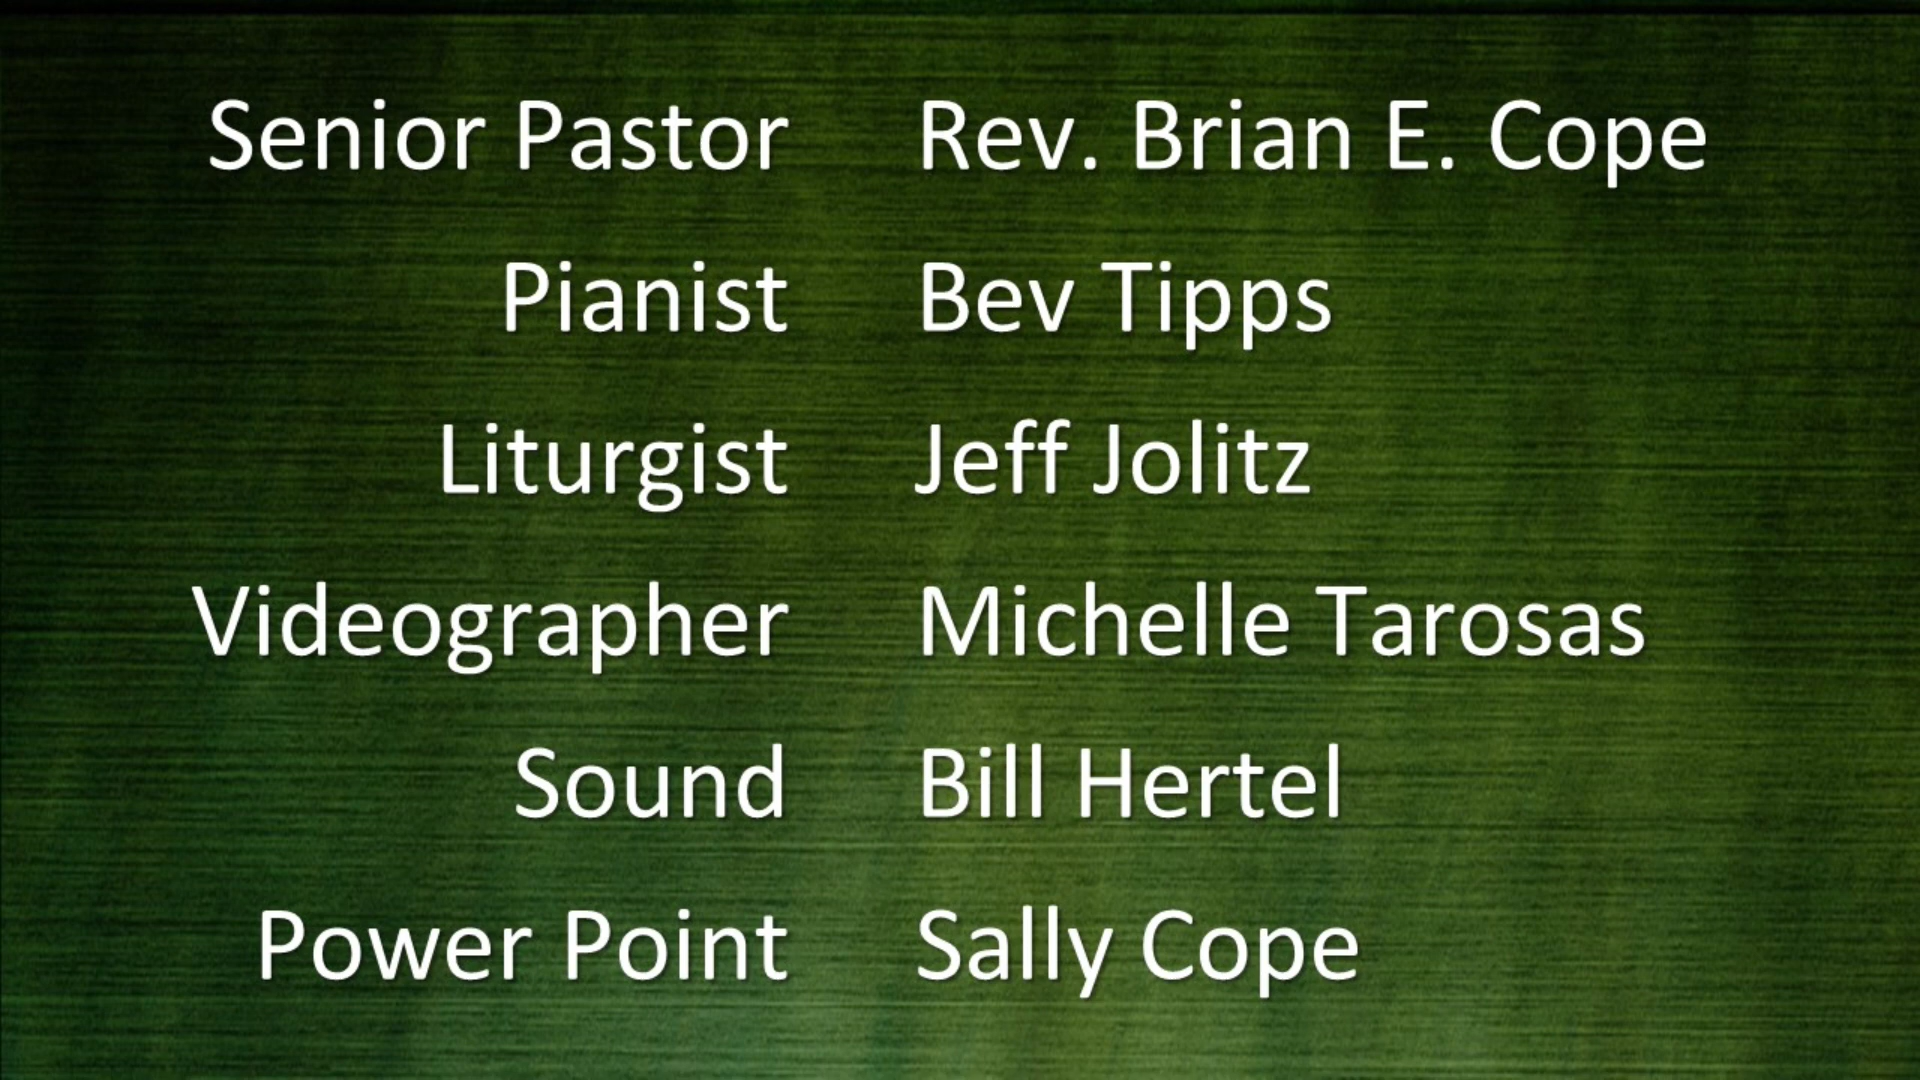 Senior Pastor Rev. Brian E. Cope
Pianist Bev Tipps
Liturgist Jeff Jolitz
Videographer Michelle Tarosas
Sound Bill Hertel
Power Point Sally Cope